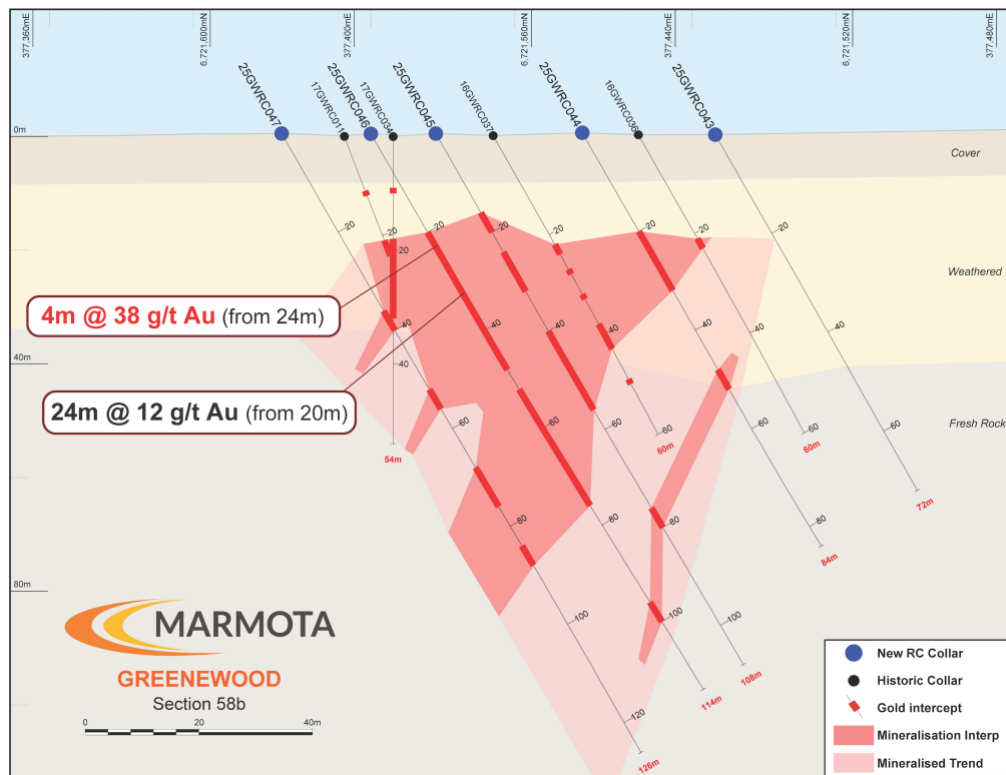 377,360mE
6,721,600mN
377,400mE
6,721,560mN
377,440mE
6,721,520mN
377,480mE
25GWRC047
17GWRC011
25GWRC046
17GWRC034
25GWRC045
16GWRC037
25GWRC044
16GWRC036
25GWRC043
0m
Cover
20
20
20
20
20
20
20
20
Weathered
4m @ 38 g/t Au (from 24m)
40
40
40
40
40
40
40
40m
24m @ 12 g/t Au (from 20m)
Fresh Rock
60
60
60
60
60
60
54m
60m
60m
72m
80
80
80
80
84m
80m
MARMOTA
GREENEWOOD
Section 58b
0
20
40m
100
100
100
108m
114m
120
126m
New RC Collar
Historic Collar
Gold intercept
Mineralisation Interp
Mineralised Trend